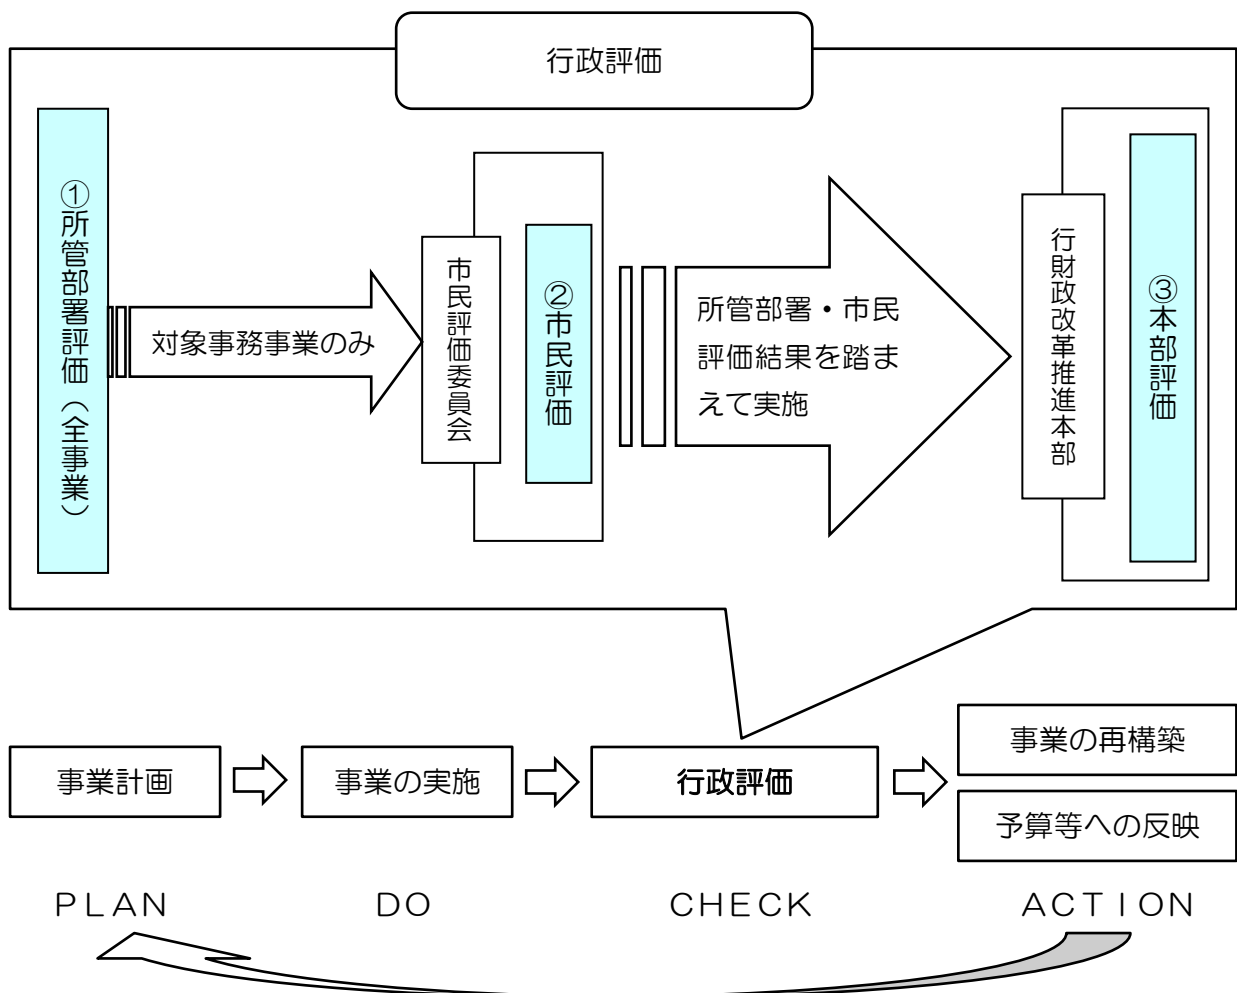 行政評価
①所管部署評価（全事業）
対象事務事業のみ
市民評価委員会
②市民評価
所管部署・市民
評価結果を踏ま
えて実施
行財政改革推進本部
③本部評価
事業計画
事業の実施
行政評価
事業の再構築
予算等への反映
ＰＬＡＮ
ＤＯ
ＣＨＥＣＫ
ＡＣＴＩＯＮ